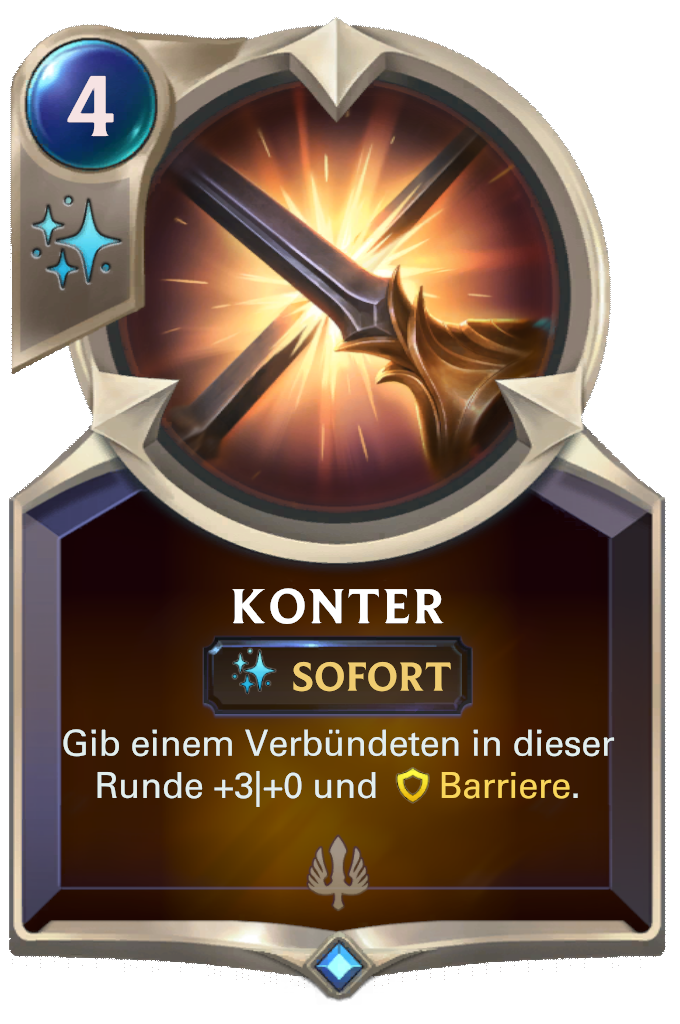 4
KONTER
SOFORT
Gib einem Verbündeten in dieser
Runde +3|+0 und Barriere.